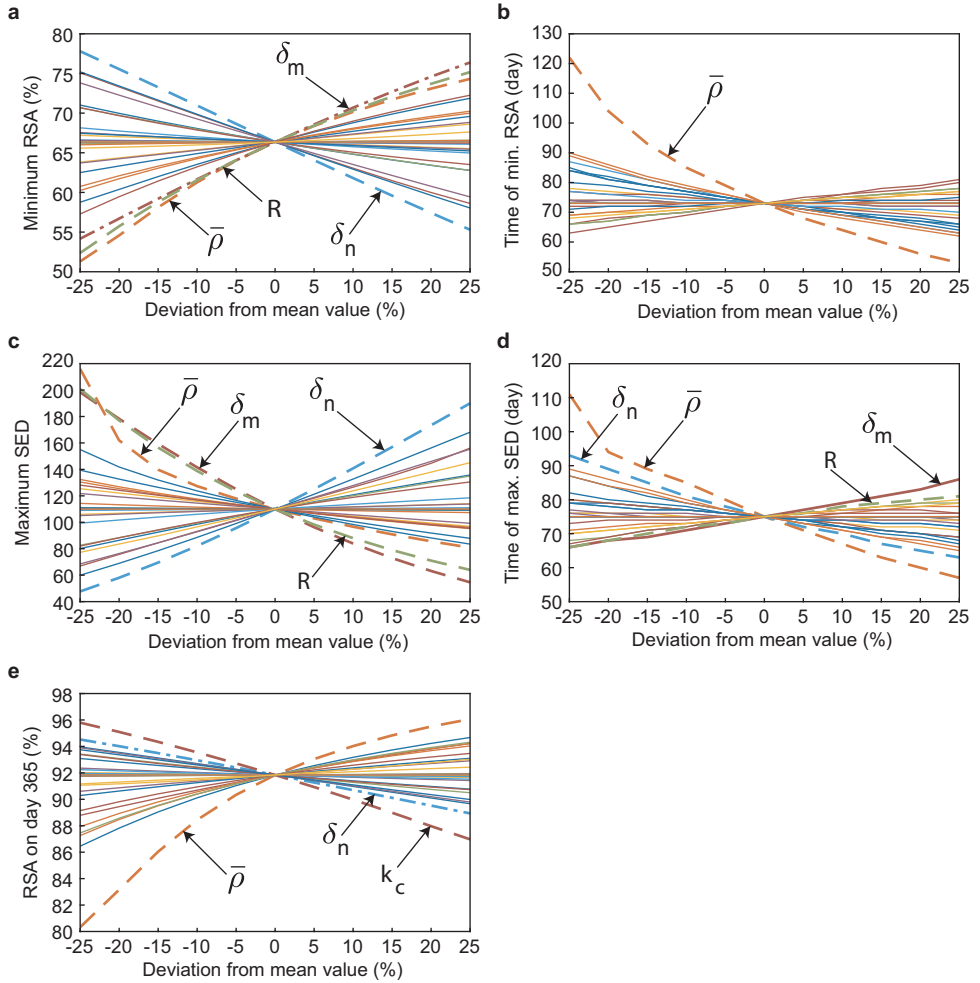 a
Minimum RSA (%)
80
75
70
65
60
55
50
-25 -20 -15 -10 -5 0 5 10 15 20 25
Deviation from mean value (%)
δm
R
ρ̅
δn
b
Time of min. RSA (day)
130
120
110
100
90
80
70
60
50
-25 -20 -15 -10 -5 0 5 10 15 20 25
Deviation from mean value (%)
ρ̅
c
Maximum SED
220
200
180
160
140
120
100
80
60
40
-25 -20 -15 -10 -5 0 5 10 15 20 25
Deviation from mean value (%)
ρ̅
δm
δn
R
d
Time of max. SED (day)
120
110
100
90
80
70
60
50
-25 -20 -15 -10 -5 0 5 10 15 20 25
Deviation from mean value (%)
δn
ρ̅
R
δm
e
RSA on day 365 (%)
98
96
94
92
90
88
86
84
82
80
-25 -20 -15 -10 -5 0 5 10 15 20 25
Deviation from mean value (%)
ρ̅
δn
kc